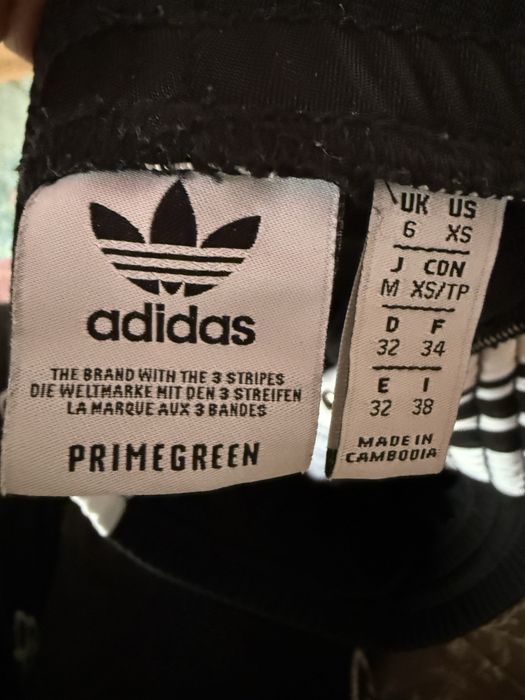 adidas
THE BRAND WITH THE 3 STRIPES
DIE WELTMARKE MIT DEN 3 STREIFEN
LA MARQUE AUX 3 BANDES
PRIMEGREEN
UK US
6 XS
J CDN
M XS/TP
D F
32 34
E I
32 38
MADE IN
CAMBODIA